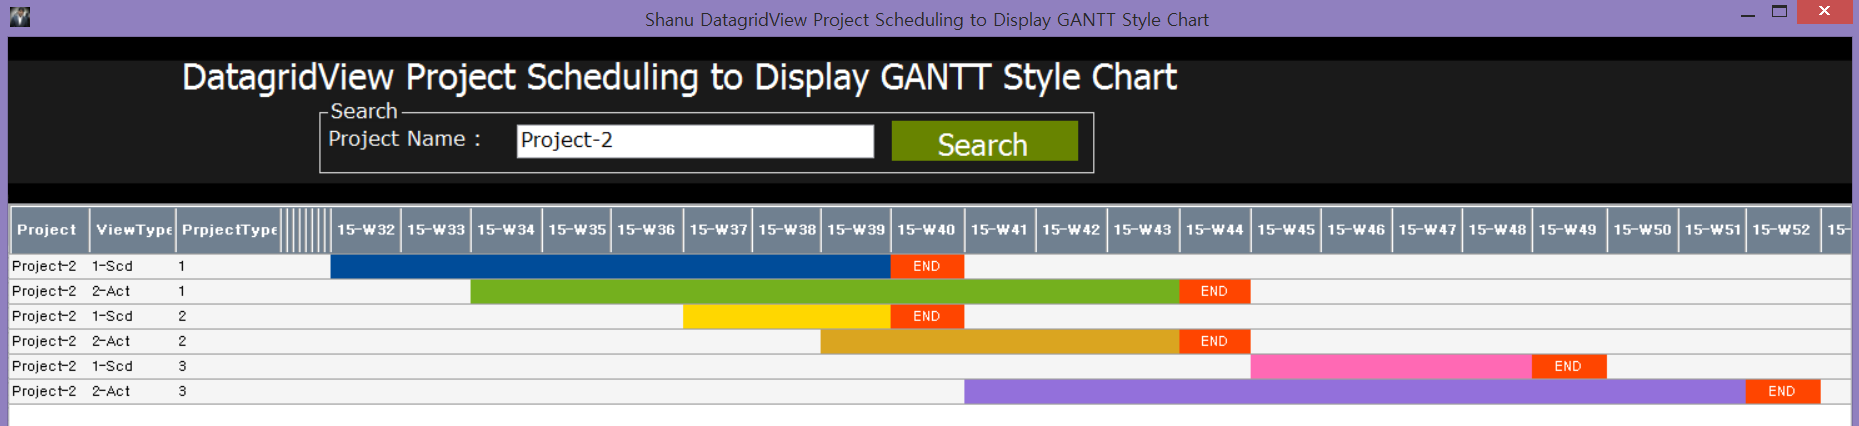 Shanu DatagridView Project Scheduling to Display GANTT Style Chart
DatagridView Project Scheduling to Display GANTT Style Chart
Search
Project Name : Project-2 Search
Project ViewType PrpjectType 15-W32 15-W33 15-W34 15-W35 15-W36 15-W37 15-W38 15-W39 15-W40 15-W41 15-W42 15-W43 15-W44 15-W45 15-W46 15-W47 15-W48 15-W49 15-W50 15-W51 15-W52 15-
Project-2 1-Scd 1 END
Project-2 2-Act 1 END
Project-2 1-Scd 2 END
Project-2 2-Act 2 END
Project-2 1-Scd 3 END
Project-2 2-Act 3 END